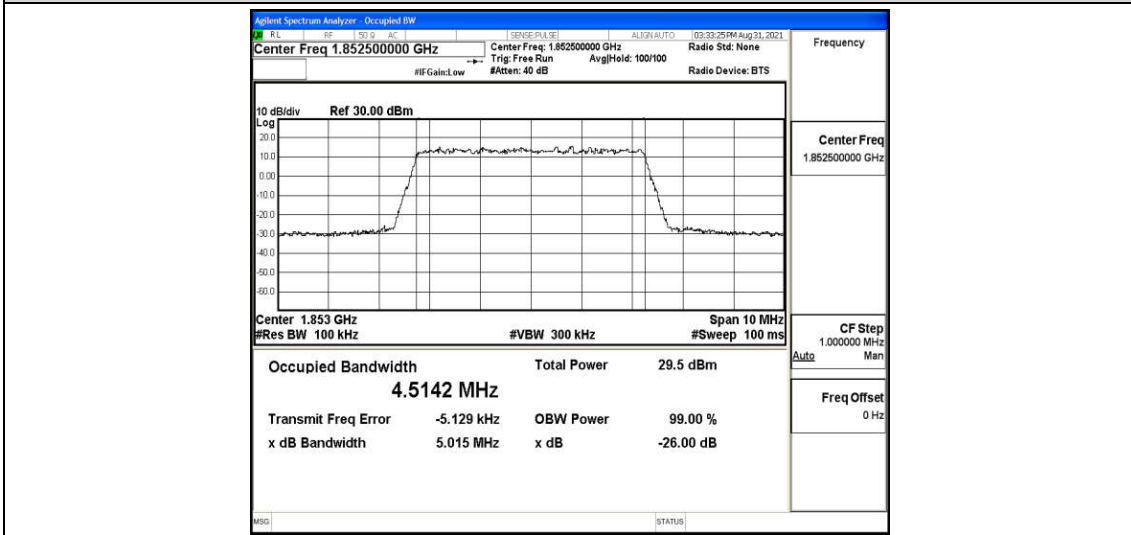 Agilent Spectrum Analyzer - Occupied BW
RL RF 50 Ω AC SENSE:PULSE ALIGN AUTO 03:33:25 PM Aug 31, 2021
Center Freq 1.852500000 GHz
Center Freq: 1.852500000 GHz
Radio Std: None
Trig: Free Run Avg|Hold: 100/100
#IFGain:Low
#Atten: 40 dB
Radio Device: BTS
10 dB/div Ref 30.00 dBm
Log
20.0
10.0
0.00
-10.0
-20.0
-30.0
-40.0
-50.0
-60.0
Center 1.853 GHz
Span 10 MHz
#Res BW 100 kHz
#VBW 300 kHz
#Sweep 100 ms
Occupied Bandwidth
Total Power 29.5 dBm
4.5142 MHz
Transmit Freq Error -5.129 kHz
OBW Power 99.00 %
x dB Bandwidth 5.015 MHz
x dB -26.00 dB
MSG
STATUS
Frequency
Center Freq
1.852500000 GHz
CF Step
1.000000 MHz
Auto Man
Freq Offset
0 Hz